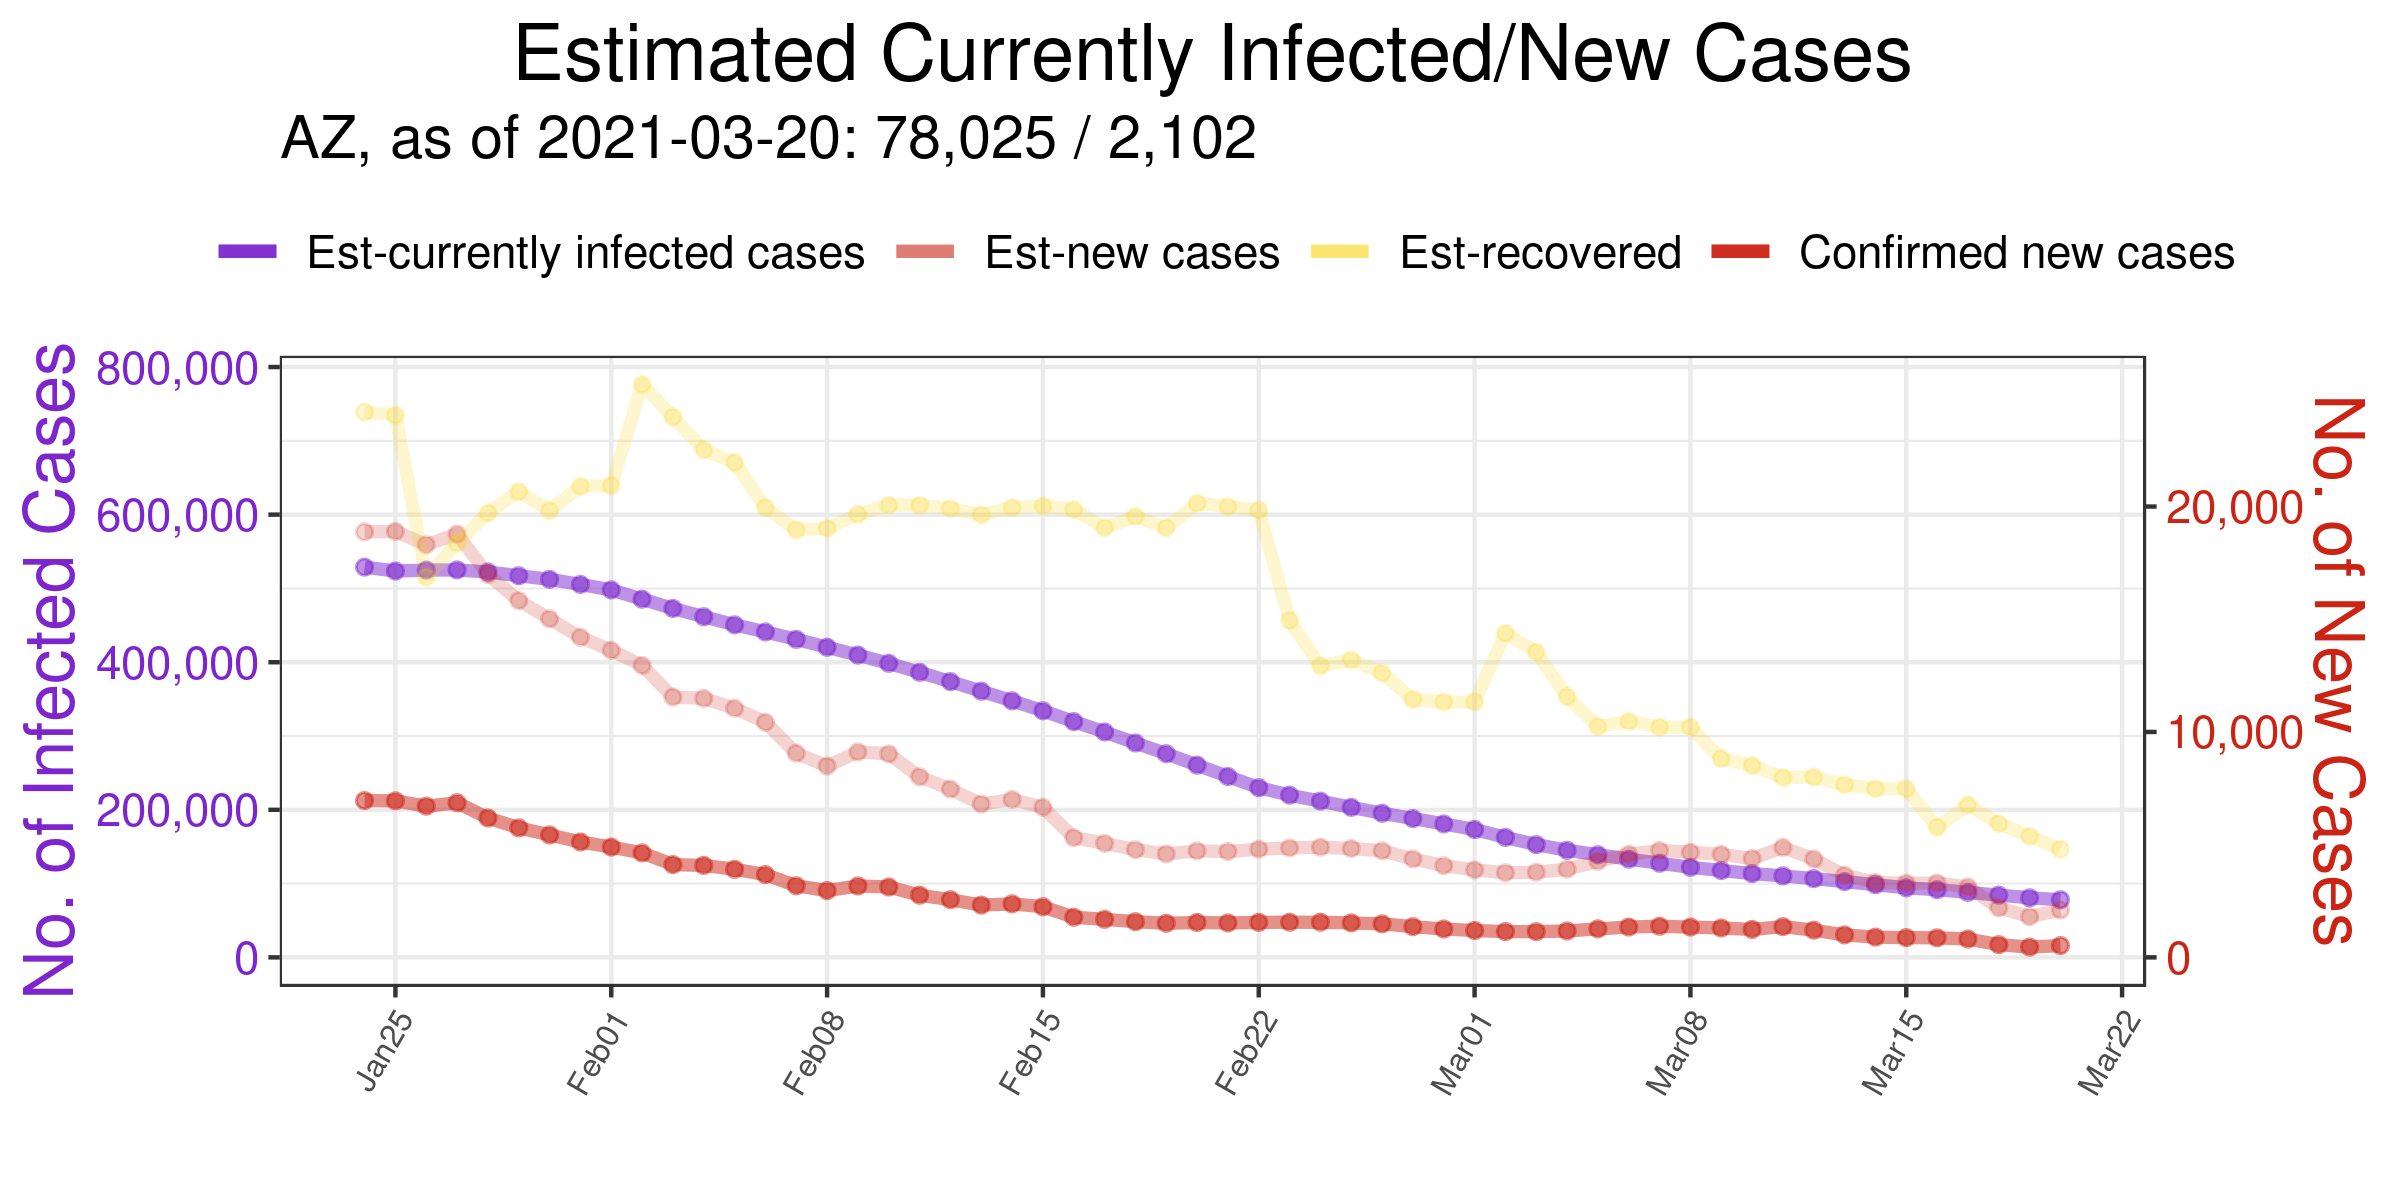 Estimated Currently Infected/New Cases
AZ, as of 2021-03-20: 78,025 / 2,102
Est-currently infected cases Est-new cases Est-recovered Confirmed new cases
No. of Infected Cases
800,000
600,000
400,000
200,000
0
20,000
10,000
0
No. of New Cases
Jan25 Feb01 Feb08 Feb15 Feb22 Mar01 Mar08 Mar15 Mar22